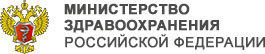 МИНИСТЕРСТВО
ЗДРАВООХРАНЕНИЯ
РОССИЙСКОЙ ФЕДЕРАЦИИ